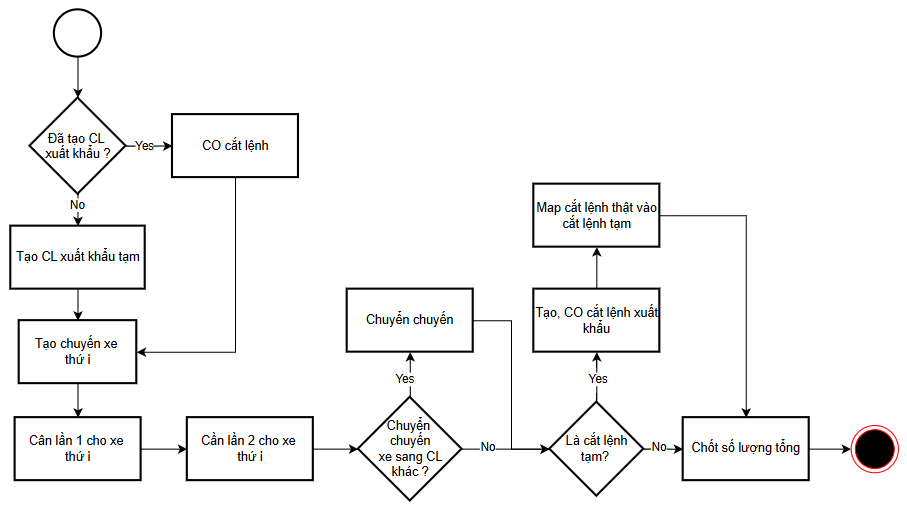 Đã tạo CL
xuất khẩu ?
Yes
CO cắt lệnh
No
Tạo CL xuất khẩu tạm
Tạo chuyến xe
thứ i
Cân lần 1 cho xe
thứ i
Cần lần 2 cho xe
thứ i
Chuyển chuyến
Yes
Chuyển
chuyến
xe sang CL
khác ?
No
Map cắt lệnh thật vào
cắt lệnh tạm
Tạo, CO cắt lệnh xuất
khẩu
Yes
Là cắt lệnh
tạm?
No
Chốt số lượng tổng